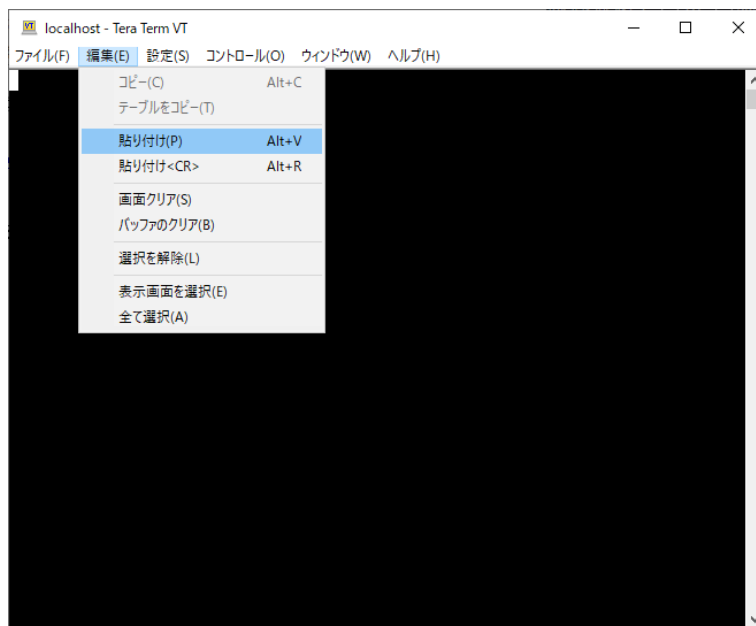 VT localhost - Tera Term VT
ファイル(F) 編集(E) 設定(S) コントロール(O) ウィンドウ(W) ヘルプ(H)
コピー(C) Alt+C
テーブルをコピー(T)
貼り付け(P) Alt+V
貼り付け<CR> Alt+R
画面クリア(S)
バッファのクリア(B)
選択を解除(L)
表示画面を選択(E)
全て選択(A)